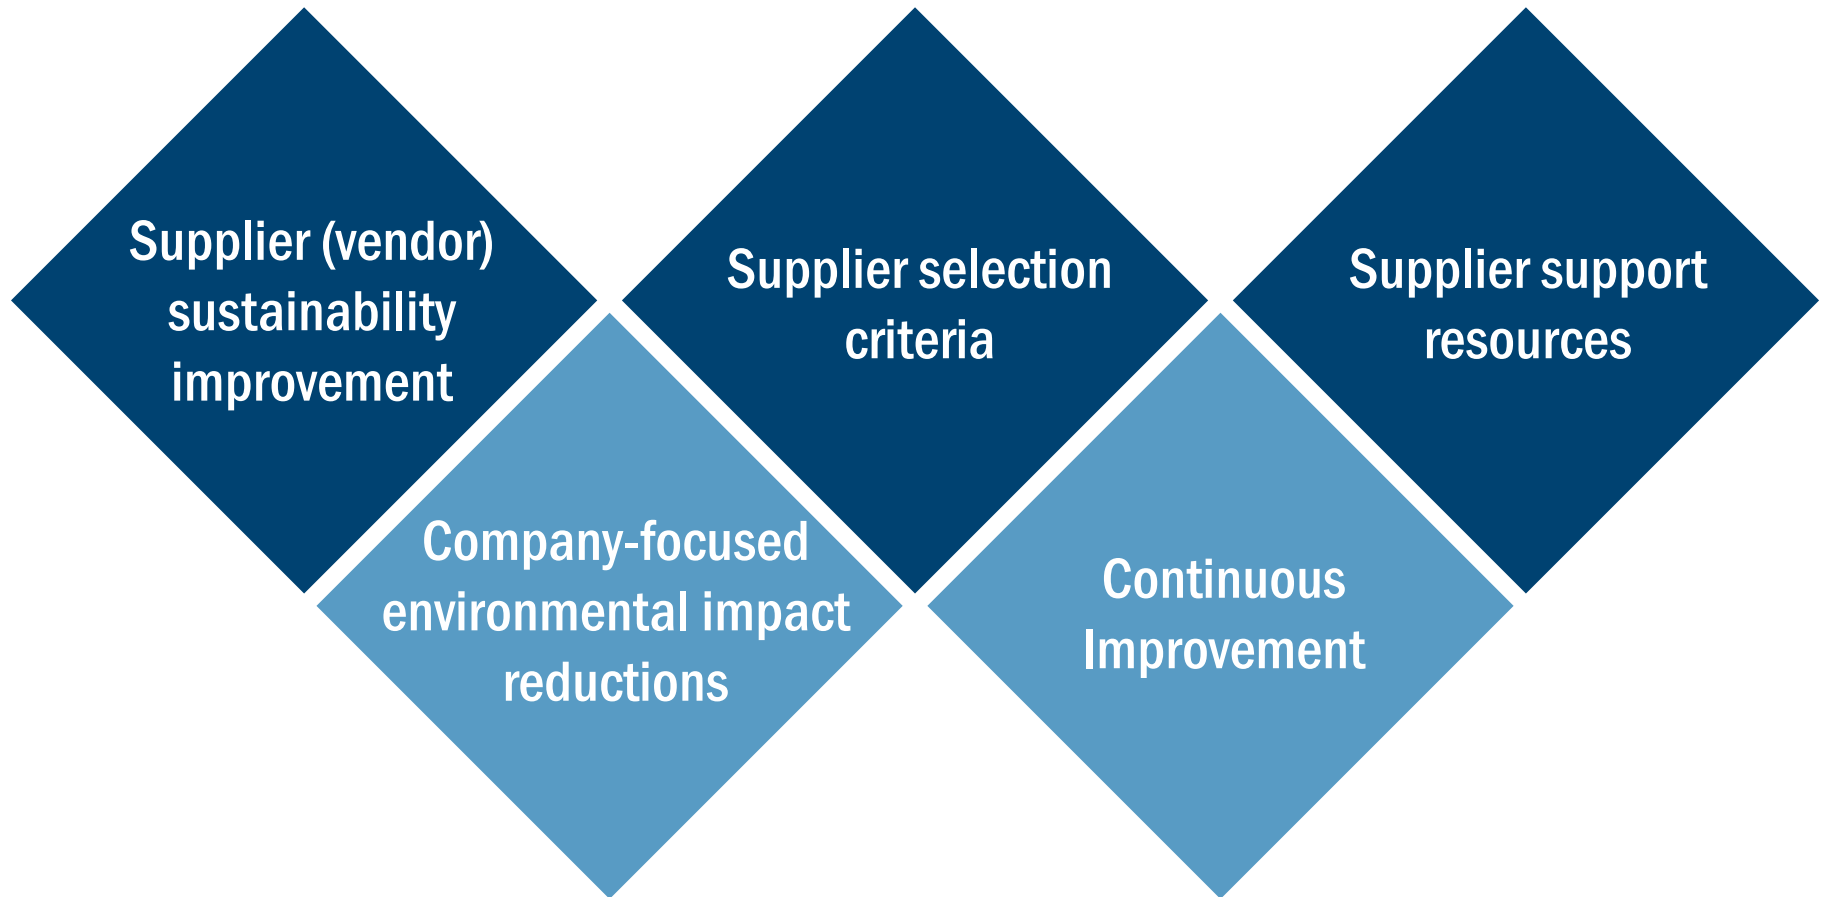 Supplier (vendor)
sustainability
improvement
Supplier selection
criteria
Supplier support
resources
Company-focused
environmental impact
reductions
Continuous
Improvement